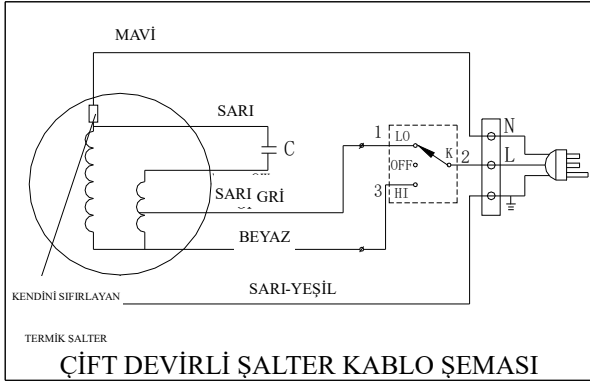 MAVİ
SARI
C
SARI GRİ
BEYAZ
SARI-YEŞİL
1 LO
OFF
3 HI
K 2
N
L
KENDİNİ SIFIRLAYAN
TERMİK ŞALTER
ÇİFT DEVİRLİ ŞALTER KABLO ŞEMASI